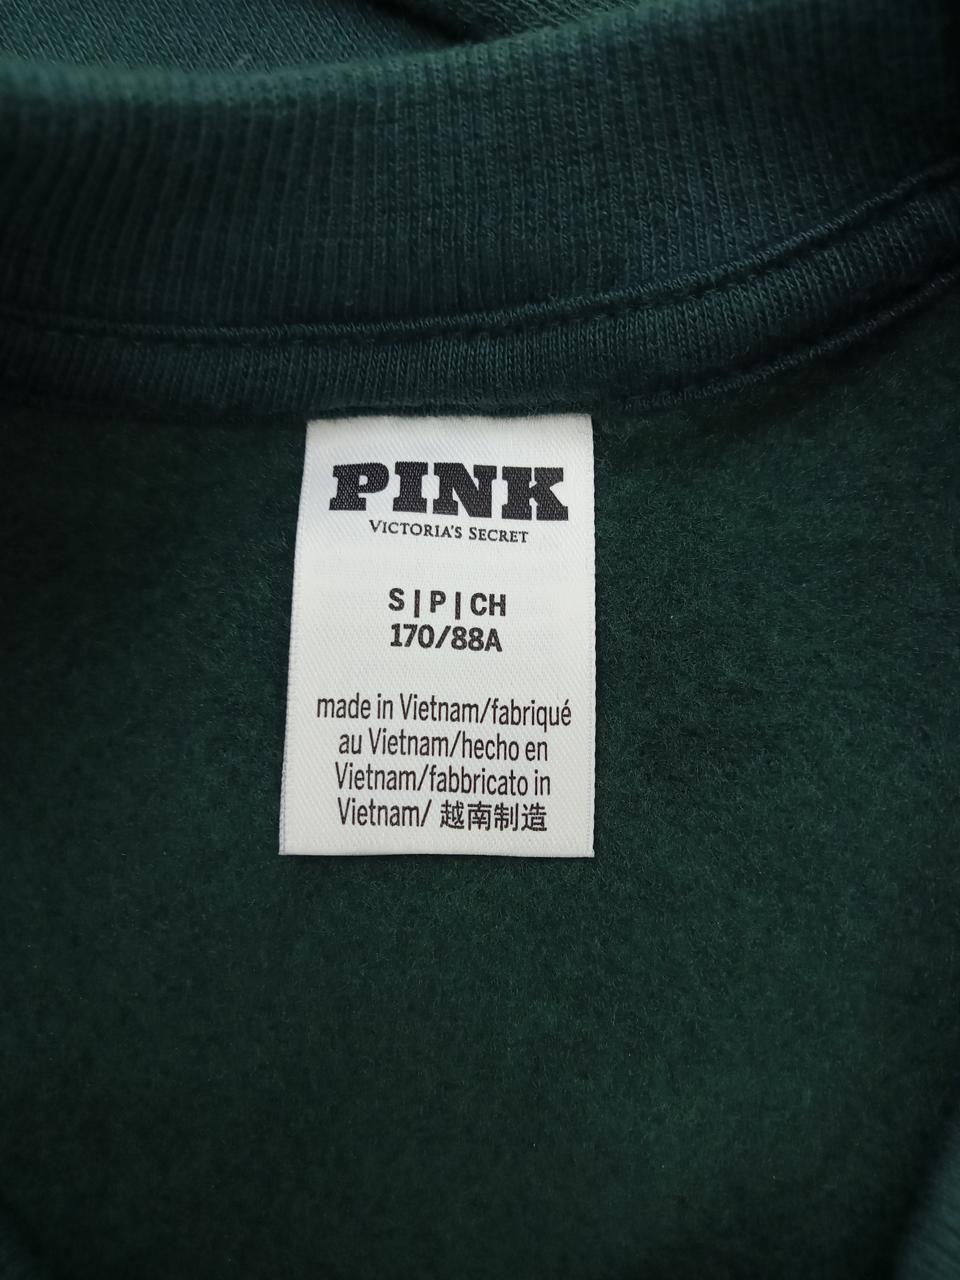 PINK
VICTORIA'S SECRET
S | P | CH
170/88A
made in Vietnam/fabriqué
au Vietnam/hecho en
Vietnam/fabbricato in
Vietnam/ 越南制造